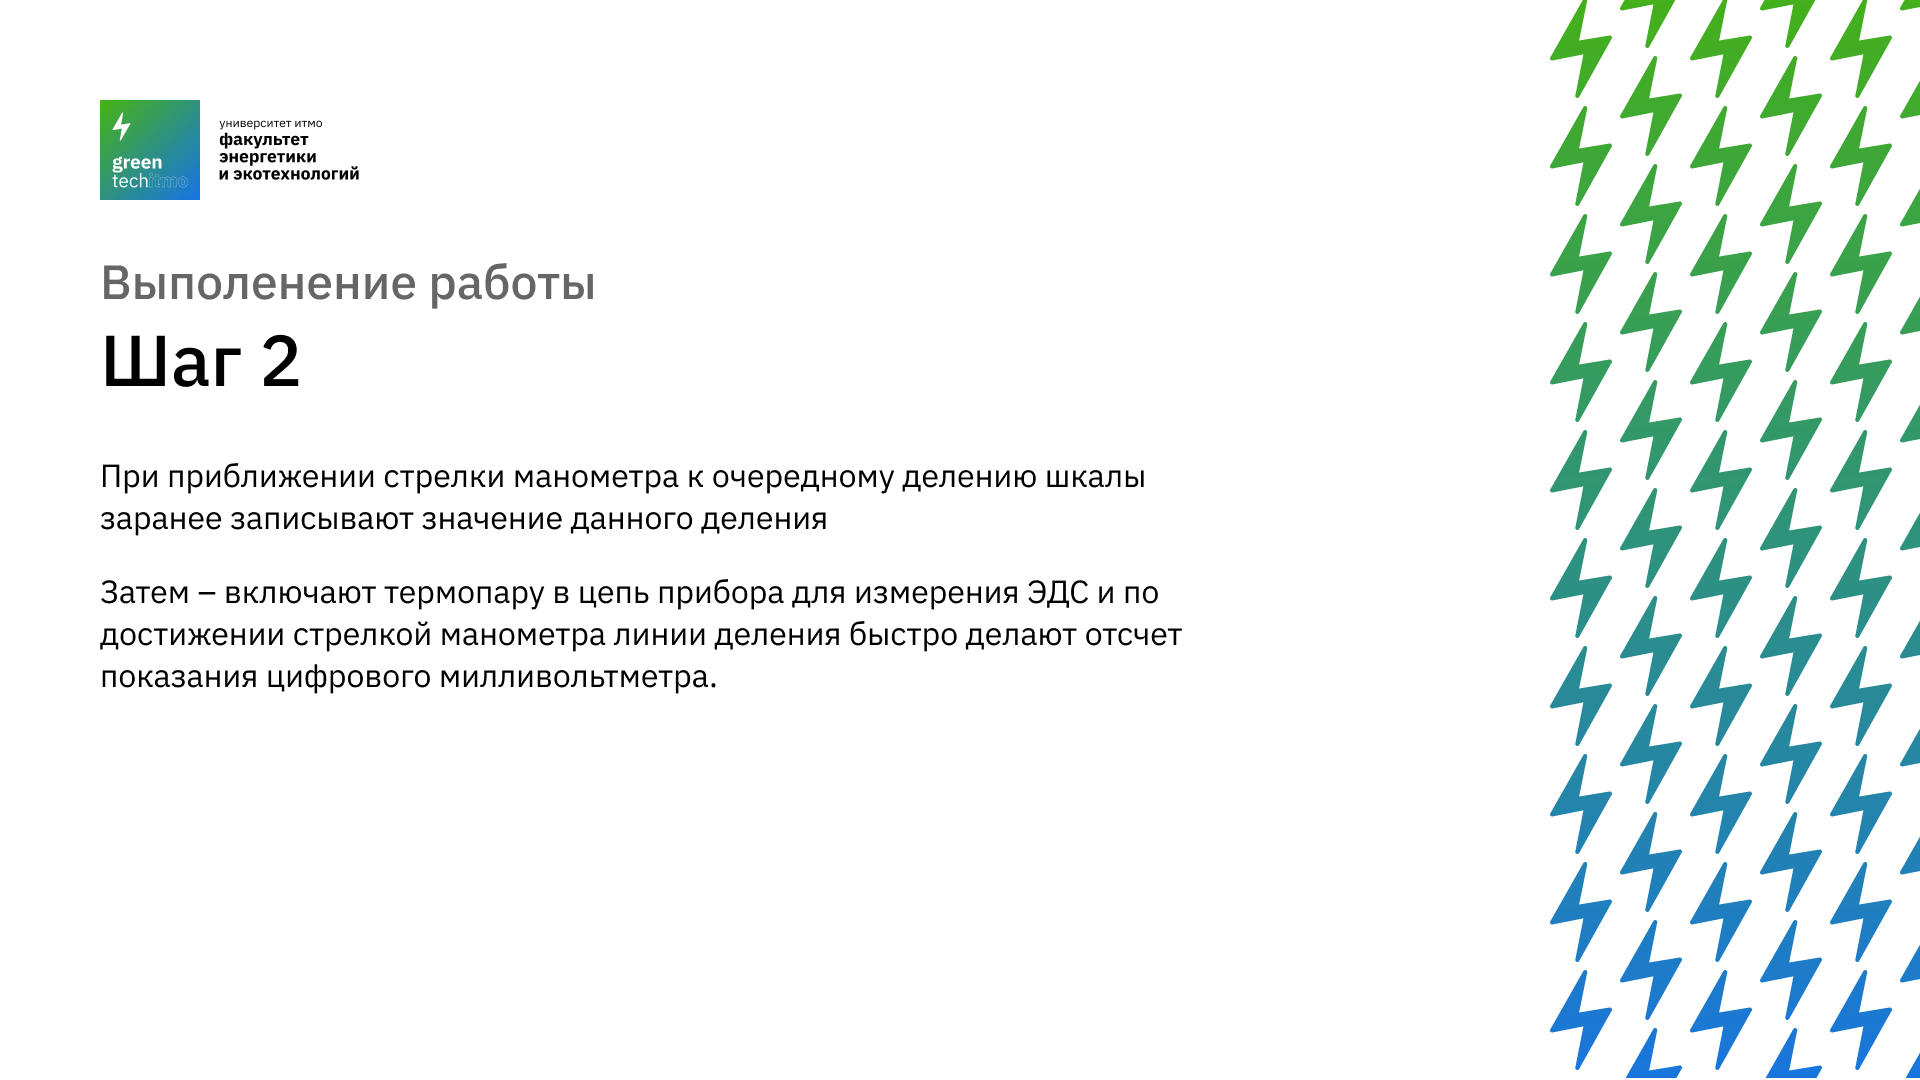 green
techitmo
университет итмо
факультет
энергетики
и экотехнологий
Выполенение работы
Шаг 2
При приближении стрелки манометра к очередному делению шкалы
заранее записывают значение данного деления
Затем – включают термопару в цепь прибора для измерения ЭДС и по
достижении стрелкой манометра линии деления быстро делают отсчет
показания цифрового милливольтметра.